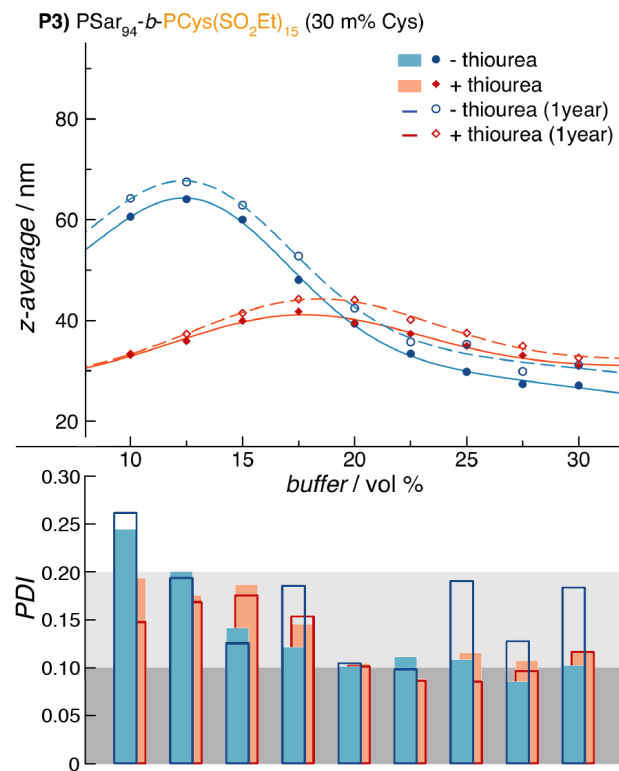 P3) PSar94-b-PCys(SO2Et)15 (30 m% Cys)
- thiourea
+ thiourea
- thiourea (1year)
+ thiourea (1year)
80
60
40
20
z-average / nm
10 15 20 25 30
buffer / vol %
0.30
0.25
0.20
0.15
0.10
0.05
0
PDI